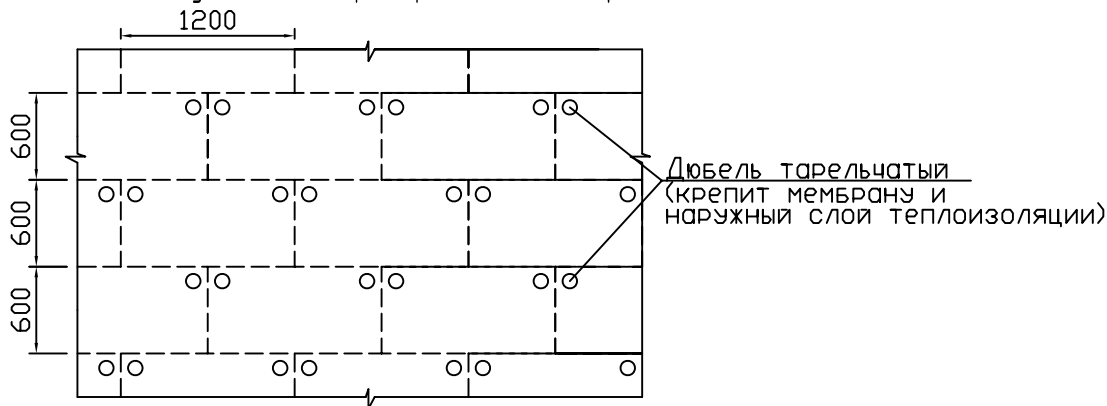 1200
600
600
600
Дюбель тарельчатый
(крепит мембрану и
наружный слой теплоизоляции)